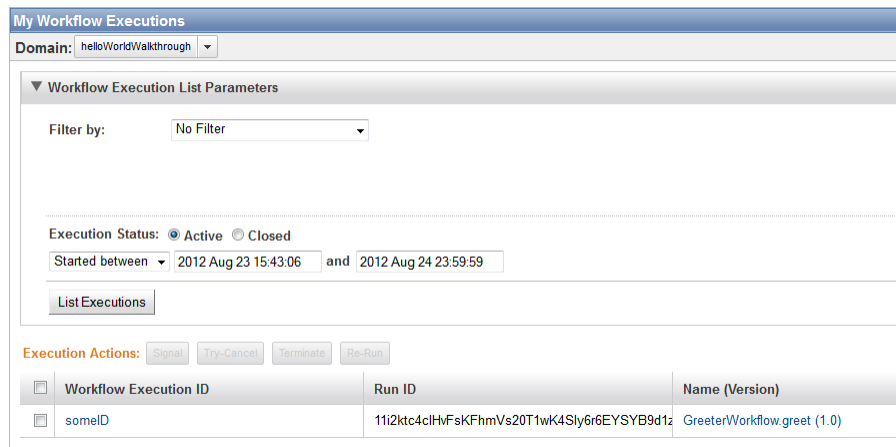 My Workflow Executions
Domain: helloWorldWalkthrough
Workflow Execution List Parameters
Filter by: No Filter
Execution Status: Active Closed
Started between 2012 Aug 23 15:43:06 and 2012 Aug 24 23:59:59
List Executions
Execution Actions: Signal Try-Cancel Terminate Re-Run
Workflow Execution ID Run ID Name (Version)
someID 11i2ktc4clHvFsKFhmVs20T1wK4Sly6r6EYSYB9d1z GreeterWorkflow.greet (1.0)